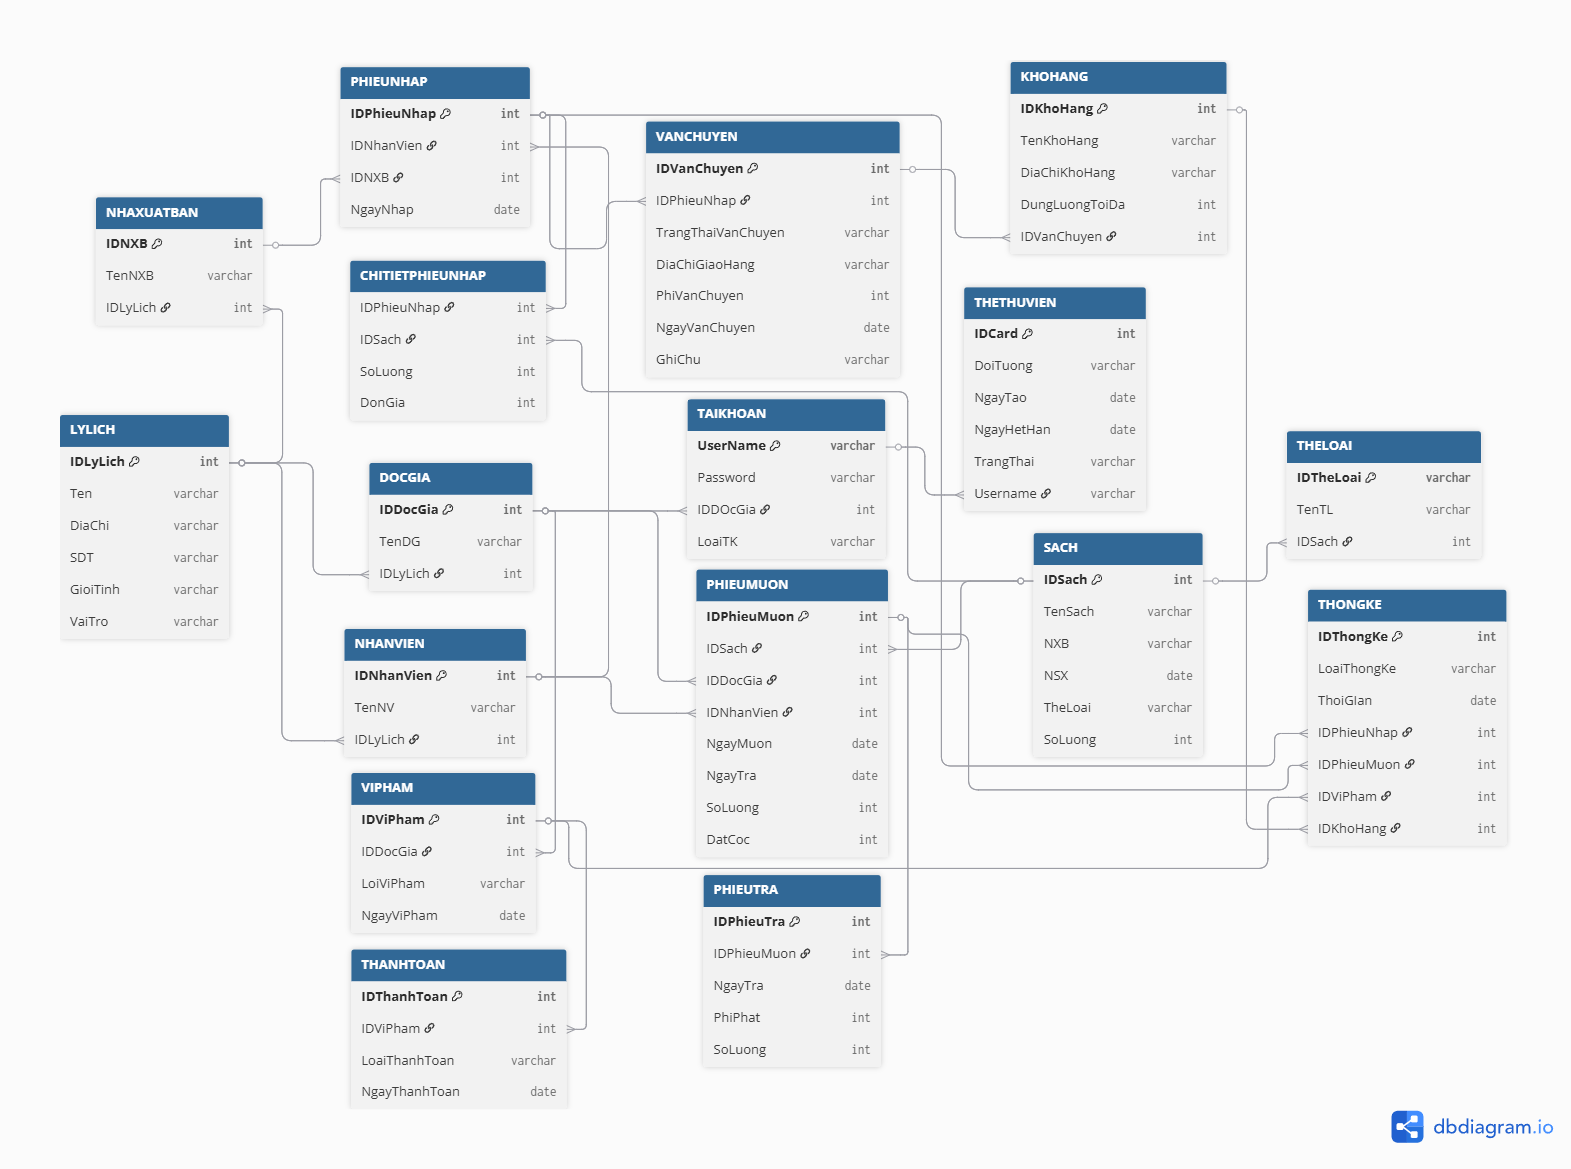 PHIEUNHAP
IDPhieuNhap int
IDNhanVien int
IDNXB int
NgayNhap date
NHAXUATBAN
IDNXB int
TenNXB varchar
IDLyLich int
CHITIETPHIEUNHAP
IDPhieuNhap int
IDSach int
SoLuong int
DonGia int
VANCHUYEN
IDVanChuyen int
IDPhieuNhap int
TrangThaiVanChuyen varchar
DiaChiGiaoHang varchar
PhiVanChuyen int
NgayVanChuyen date
GhiChu varchar
KHOHANG
IDKhoHang int
TenKhoHang varchar
DiaChiKhoHang varchar
DungLuongToiDa int
IDVanChuyen int
THETHUVIEN
IDCard int
DoiTuong varchar
NgayTao date
NgayHetHan date
TrangThai varchar
Username varchar
LYLICH
IDLyLich int
Ten varchar
DiaChi varchar
SDT varchar
GioiTinh varchar
VaiTro varchar
DOCGIA
IDDocGia int
TenDG varchar
IDLyLich int
TAIKHOAN
UserName varchar
Password varchar
IDDOcGia int
LoaiTK varchar
THELOAI
IDTheLoai varchar
TenTL varchar
IDSach int
SACH
IDSach int
TenSach varchar
NXB varchar
NSX date
TheLoai varchar
SoLuong int
PHIEUMUON
IDPhieuMuon int
IDSach int
IDDocGia int
IDNhanVien int
NgayMuon date
NgayTra date
SoLuong int
DatCoc int
THONGKE
IDThongKe int
LoaiThongKe varchar
ThoiGIan date
IDPhieuNhap int
IDPhieuMuon int
IDViPham int
IDKhoHang int
NHANVIEN
IDNhanVien int
TenNV varchar
IDLyLich int
VIPHAM
IDViPham int
IDDocGia int
LoiViPham varchar
NgayViPham date
PHIEUTRA
IDPhieuTra int
IDPhieuMuon int
NgayTra date
PhiPhat int
SoLuong int
THANHTOAN
IDThanhToan int
IDViPham int
LoaiThanhToan varchar
NgayThanhToan date
dbdiagram.io